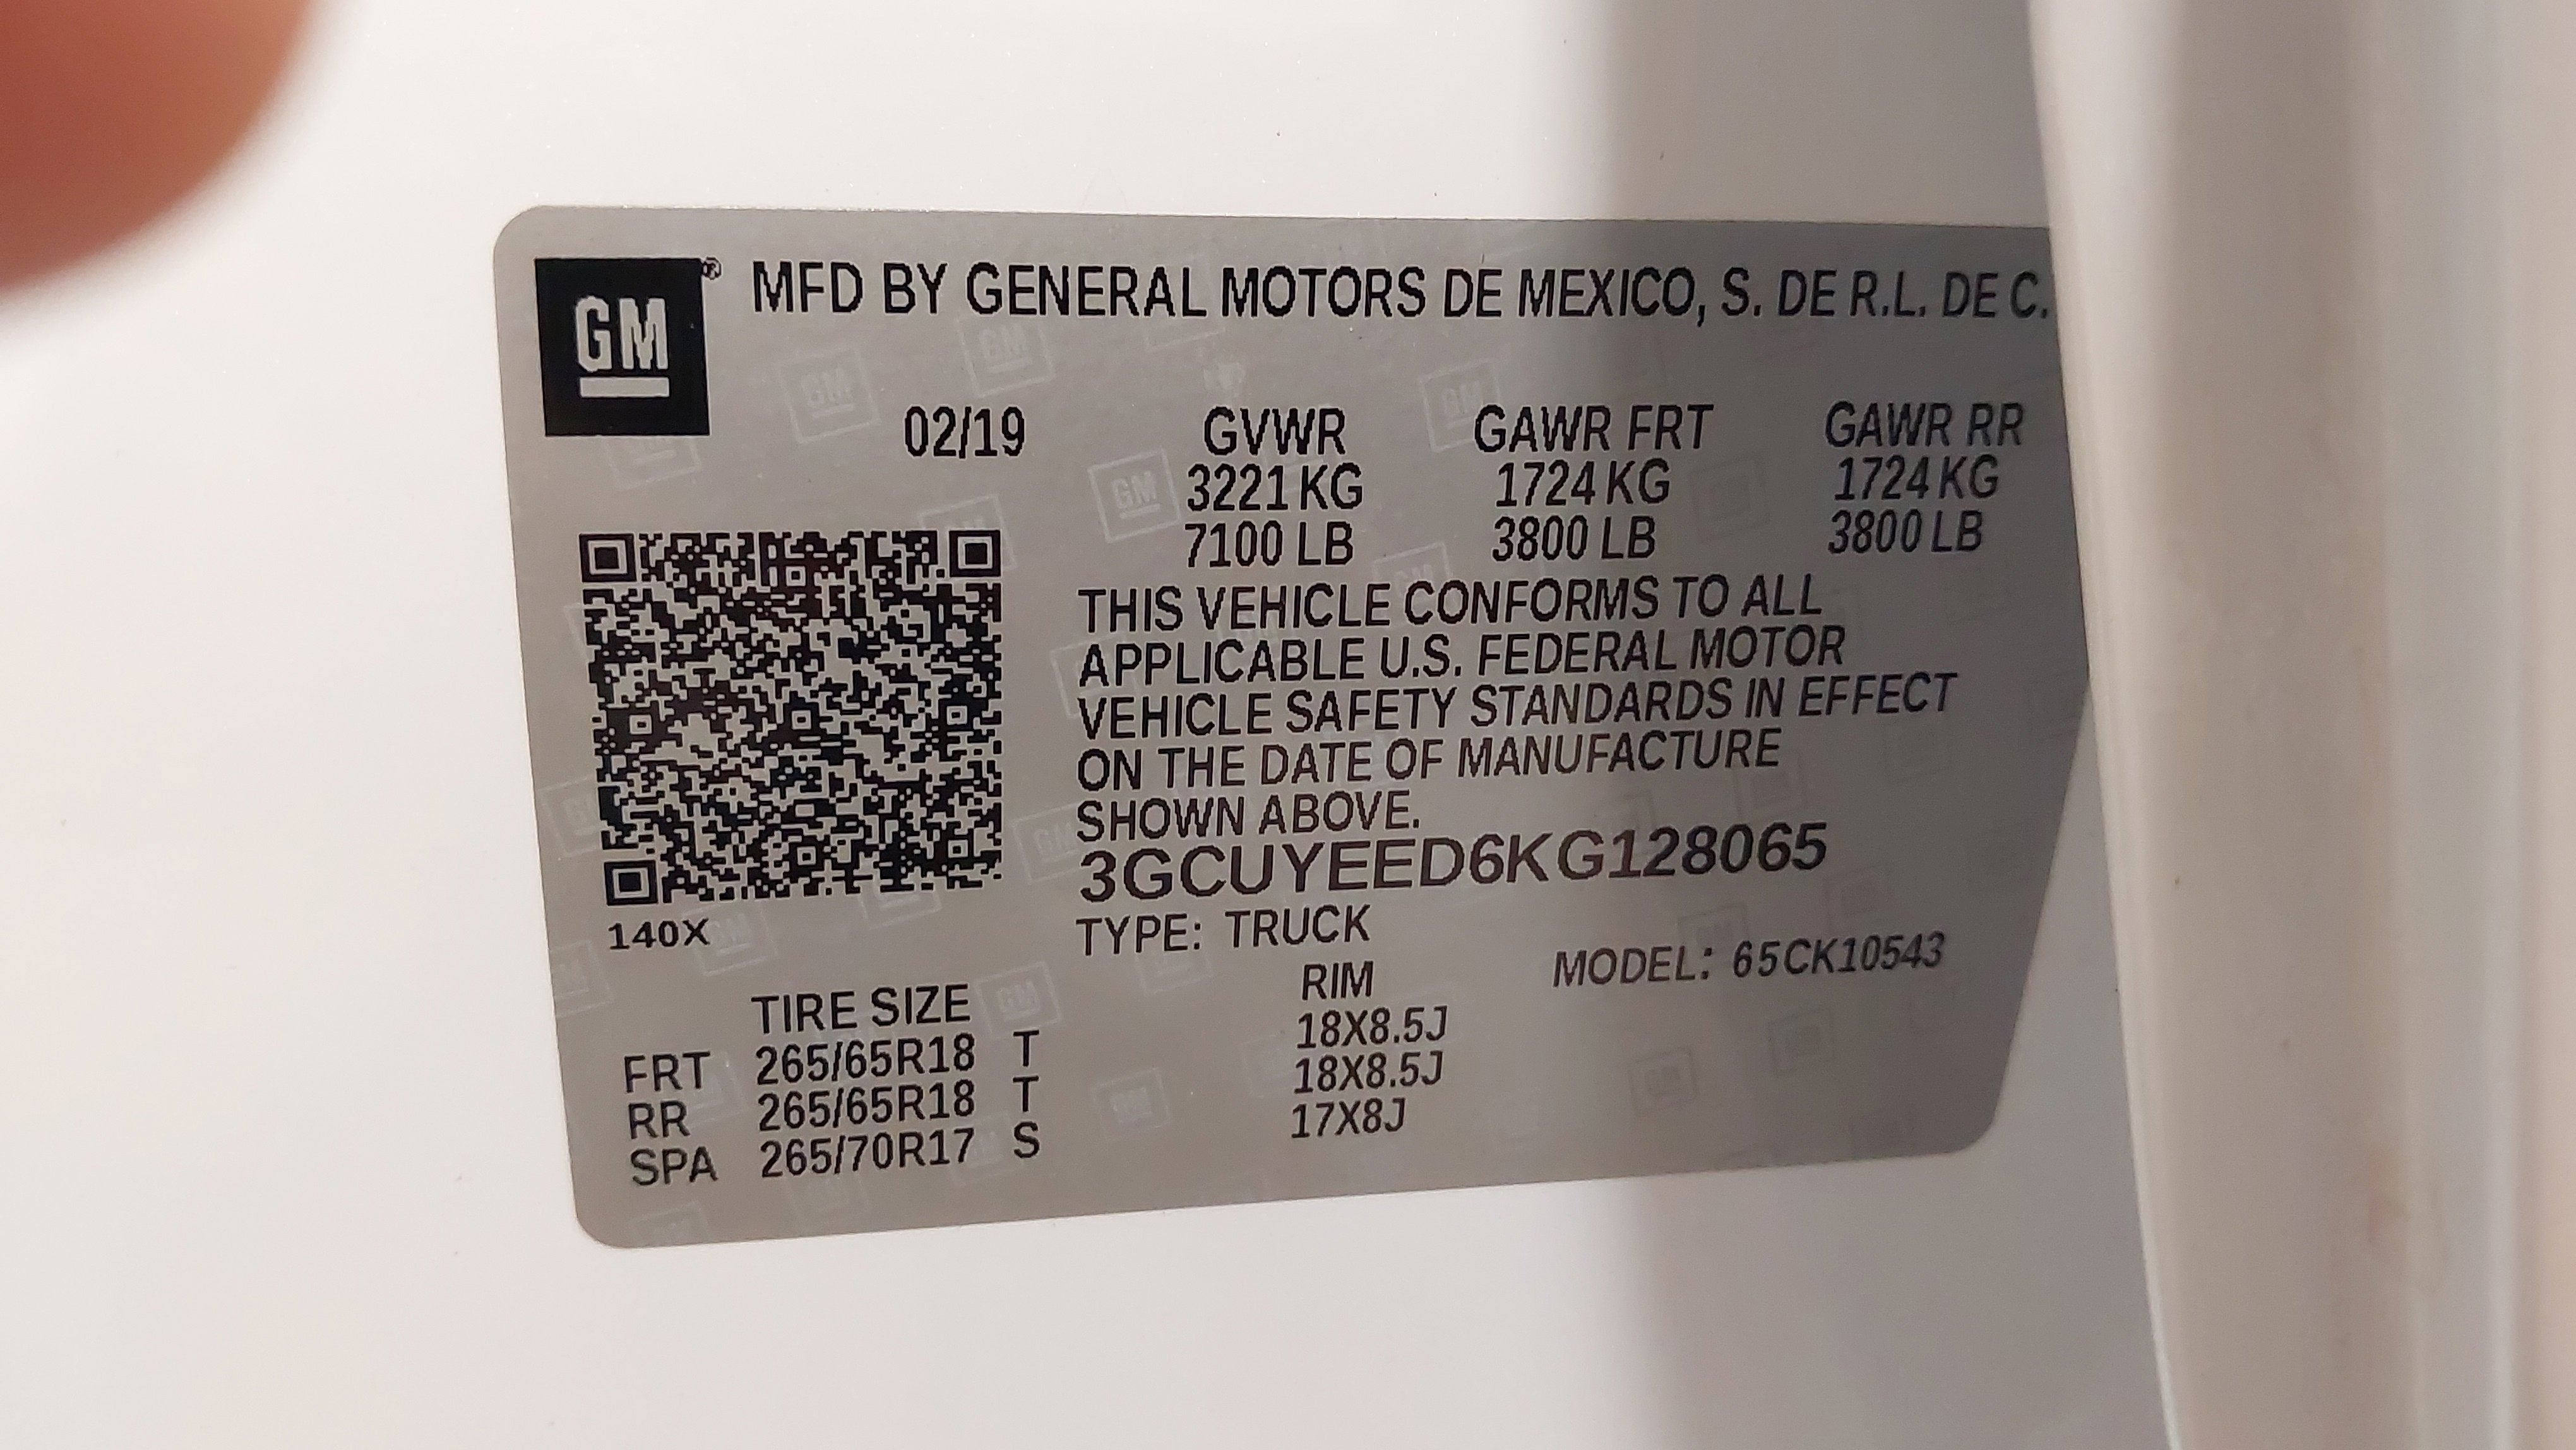 GM® MFD BY GENERAL MOTORS DE MEXICO, S. DE R.L. DE C.
02/19 GVWR GAWR FRT GAWR RR
3221 KG 1724 KG 1724 KG
7100 LB 3800 LB 3800 LB
THIS VEHICLE CONFORMS TO ALL
APPLICABLE U.S. FEDERAL MOTOR
VEHICLE SAFETY STANDARDS IN EFFECT
ON THE DATE OF MANUFACTURE
SHOWN ABOVE.
3GCUYEED6KG128065
140X TYPE: TRUCK MODEL: 65CK10543
TIRE SIZE RIM
FRT 265/65R18 T 18X8.5J
RR 265/65R18 T 18X8.5J
SPA 265/70R17 S 17X8J